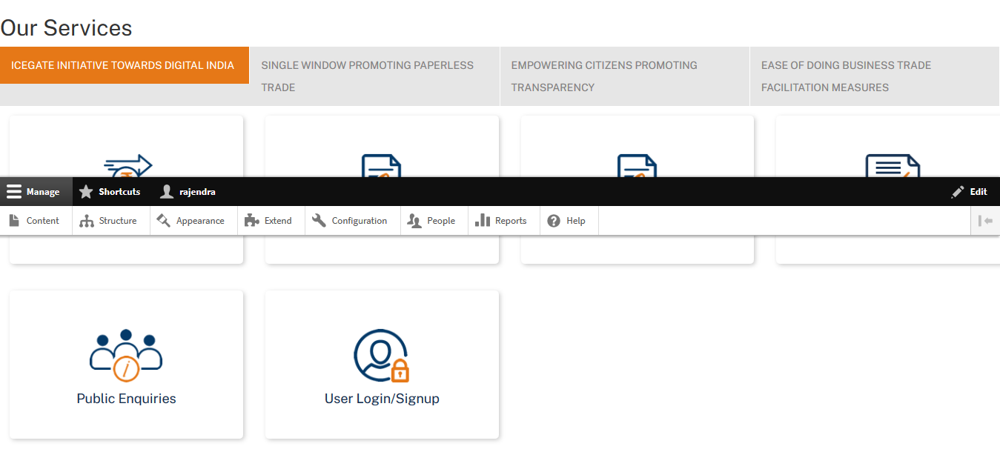 Our Services
ICEGATE INITIATIVE TOWARDS DIGITAL INDIA
SINGLE WINDOW PROMOTING PAPERLESS
TRADE
EMPOWERING CITIZENS PROMOTING
TRANSPARENCY
EASE OF DOING BUSINESS TRADE
FACILITATION MEASURES
Manage Shortcuts rajendra Edit
Content Structure Appearance Extend Configuration People Reports Help
Public Enquiries User Login/Signup